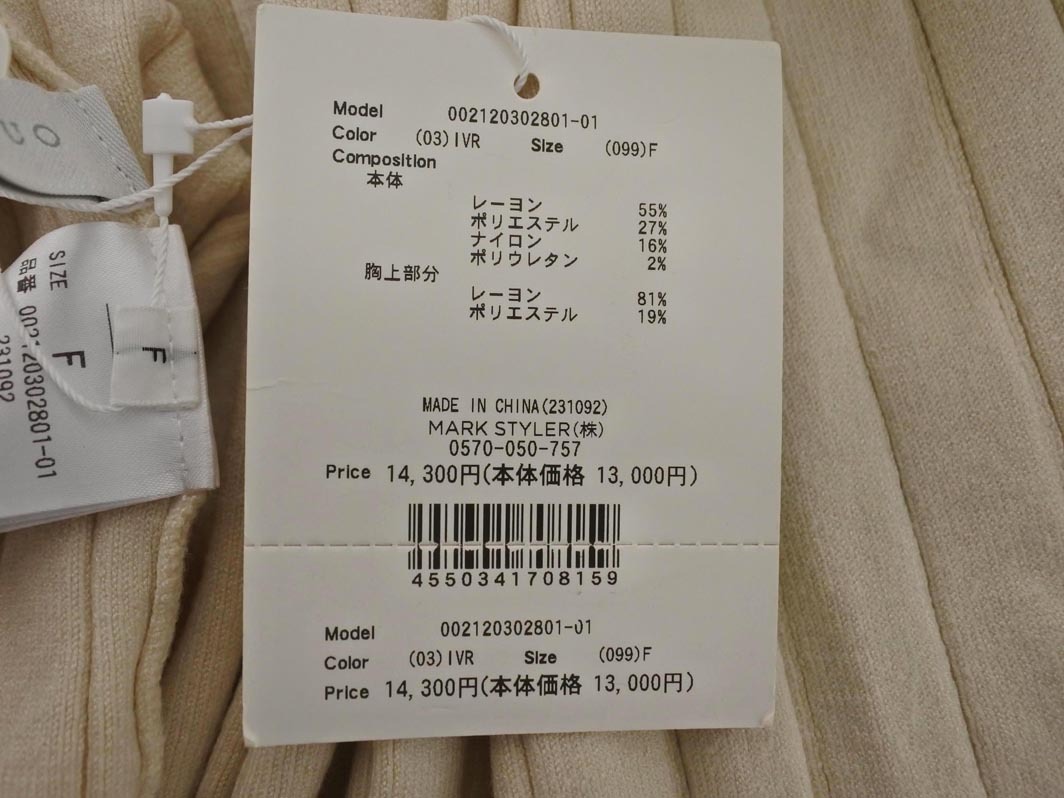 Model 002120302801-01
Color (03)IVR Size (099)F
Composition
本体
レーヨン 55%
ポリエステル 27%
ナイロン 16%
ポリウレタン 2%
胸上部分
レーヨン 81%
ポリエステル 19%
MADE IN CHINA(231092)
MARK STYLER(株)
0570-050-757
Price 14,300円(本体価格 13,000円)
4550341708159
Model 002120302801-01
Color (03)IVR Size (099)F
Price 14,300円(本体価格 13,000円)
SIZE F
品番 002120302801-01
231092
F